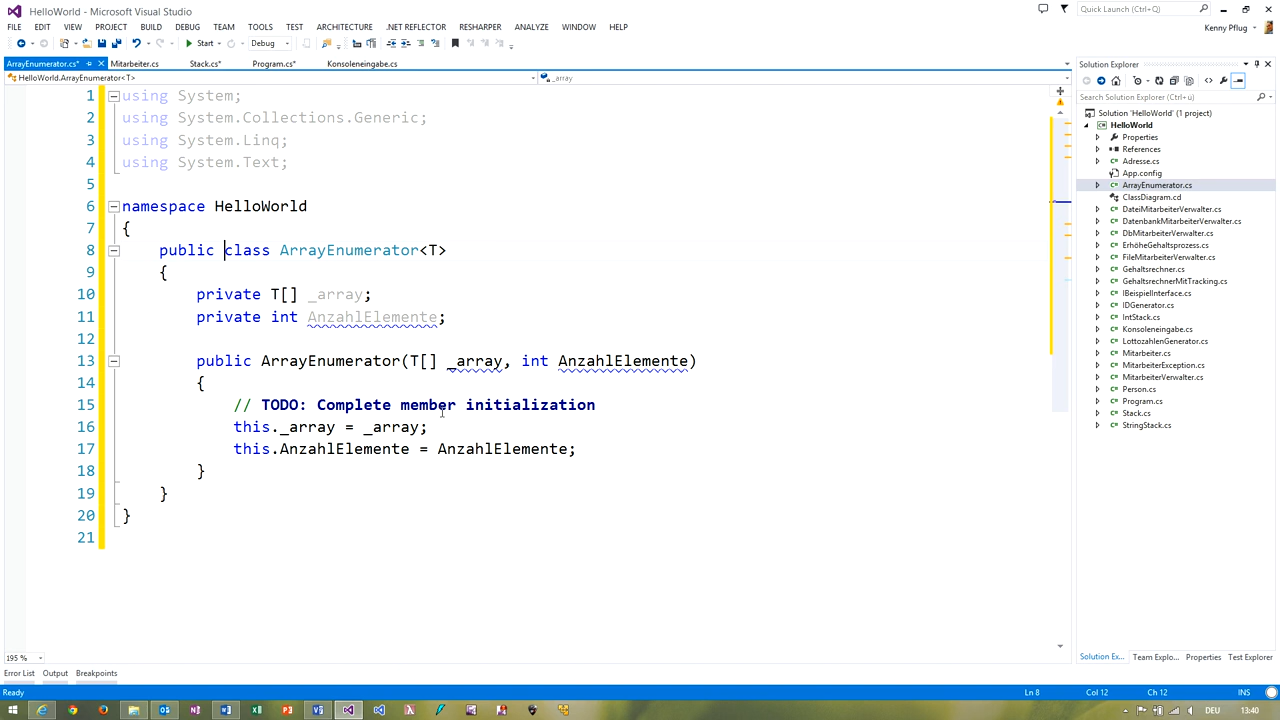 HelloWorld - Microsoft Visual Studio
Quick Launch (Ctrl+Q)
FILE EDIT VIEW PROJECT BUILD DEBUG TEAM TOOLS TEST ARCHITECTURE .NET REFLECTOR RESHARPER ANALYZE WINDOW HELP
Kenny Pflug
Start Debug
ArrayEnumerator.cs* Mitarbeiter.cs Stack.cs* Program.cs* Konsoleneingabe.cs
HelloWorld.ArrayEnumerator<T> _array
1 using System;
2 using System.Collections.Generic;
3 using System.Linq;
4 using System.Text;
5
6 namespace HelloWorld
7 {
8 public class ArrayEnumerator<T>
9 {
10 private T[] _array;
11 private int AnzahlElemente;
12
13 public ArrayEnumerator(T[] _array, int AnzahlElemente)
14 {
15 // TODO: Complete member initialization
16 this._array = _array;
17 this.AnzahlElemente = AnzahlElemente;
18 }
19 }
20 }
21
195 %
Solution Explorer
Search Solution Explorer (Ctrl+ü)
Solution 'HelloWorld' (1 project)
HelloWorld
Properties
References
Adresse.cs
App.config
ArrayEnumerator.cs
ClassDiagram.cd
DateiMitarbeiterVerwalter.cs
DatenbankMitarbeiterVerwalter.cs
DbMitarbeiterVerwalter.cs
ErhöheGehaltsprozess.cs
FileMitarbeiterVerwalter.cs
Gehaltsrechner.cs
GehaltsrechnerMitTracking.cs
IBeispielInterface.cs
IDGenerator.cs
IntStack.cs
Konsoleneingabe.cs
LottozahlenGenerator.cs
Mitarbeiter.cs
MitarbeiterException.cs
MitarbeiterVerwalter.cs
Person.cs
Program.cs
Stack.cs
StringStack.cs
Solution Ex... Team Explo... Properties Test Explorer
Error List Output Breakpoints
Ready Ln 8 Col 12 Ch 12 INS
DEU 13:40